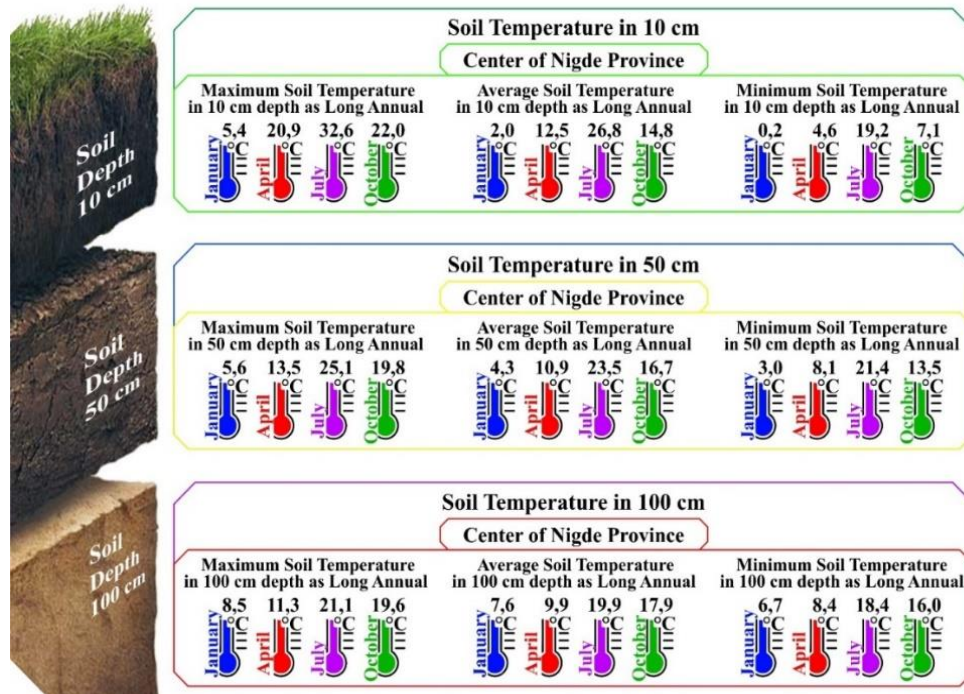 Soil
Depth
10 cm
Soil Temperature in 10 cm
Center of Nigde Province
Maximum Soil Temperature
in 10 cm depth as Long Annual
5,4 20,9 32,6 22,0
January °C April °C July °C October °C
Average Soil Temperature
in 10 cm depth as Long Annual
2,0 12,5 26,8 14,8
January °C April °C July °C October °C
Minimum Soil Temperature
in 10 cm depth as Long Annual
0,2 4,6 19,2 7,1
January °C April °C July °C October °C
Soil
Depth
50 cm
Soil Temperature in 50 cm
Center of Nigde Province
Maximum Soil Temperature
in 50 cm depth as Long Annual
5,6 13,5 25,1 19,8
January °C April °C July °C October °C
Average Soil Temperature
in 50 cm depth as Long Annual
4,3 10,9 23,5 16,7
January °C April °C July °C October °C
Minimum Soil Temperature
in 50 cm depth as Long Annual
3,0 8,1 21,4 13,5
January °C April °C July °C October °C
Soil
Depth
100 cm
Soil Temperature in 100 cm
Center of Nigde Province
Maximum Soil Temperature
in 100 cm depth as Long Annual
8,5 11,3 21,1 19,6
January °C April °C July °C October °C
Average Soil Temperature
in 100 cm depth as Long Annual
7,6 9,9 19,9 17,9
January °C April °C July °C October °C
Minimum Soil Temperature
in 100 cm depth as Long Annual
6,7 8,4 18,4 16,0
January °C April °C July °C October °C